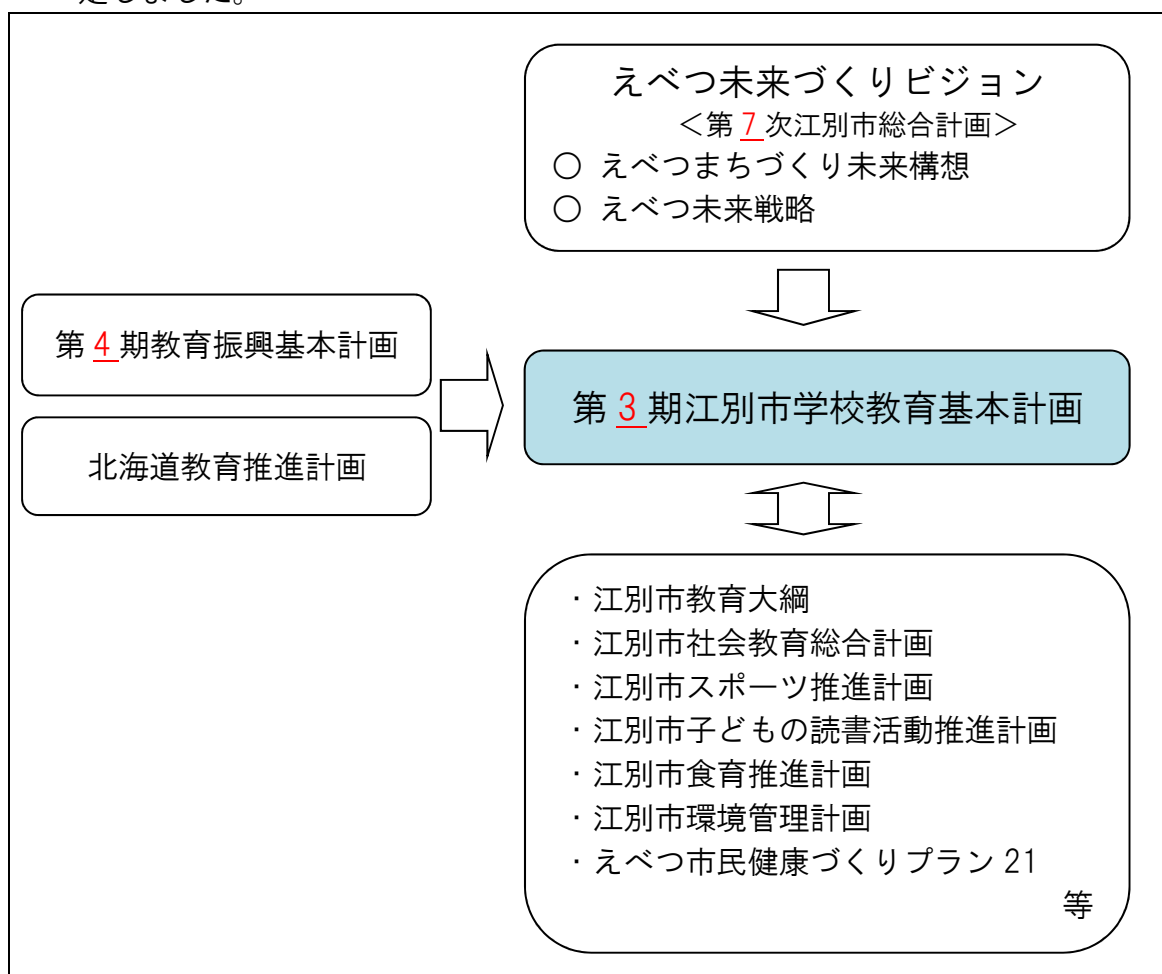 定しました。
えべつ未来づくりビジョン
<第7次江別市総合計画>
○ えべつまちづくり未来構想
○ えべつ未来戦略
第4期教育振興基本計画
北海道教育推進計画
第3期江別市学校教育基本計画
・江別市教育大綱
・江別市社会教育総合計画
・江別市スポーツ推進計画
・江別市子どもの読書活動推進計画
・江別市食育推進計画
・江別市環境管理計画
・えべつ市民健康づくりプラン 21
等